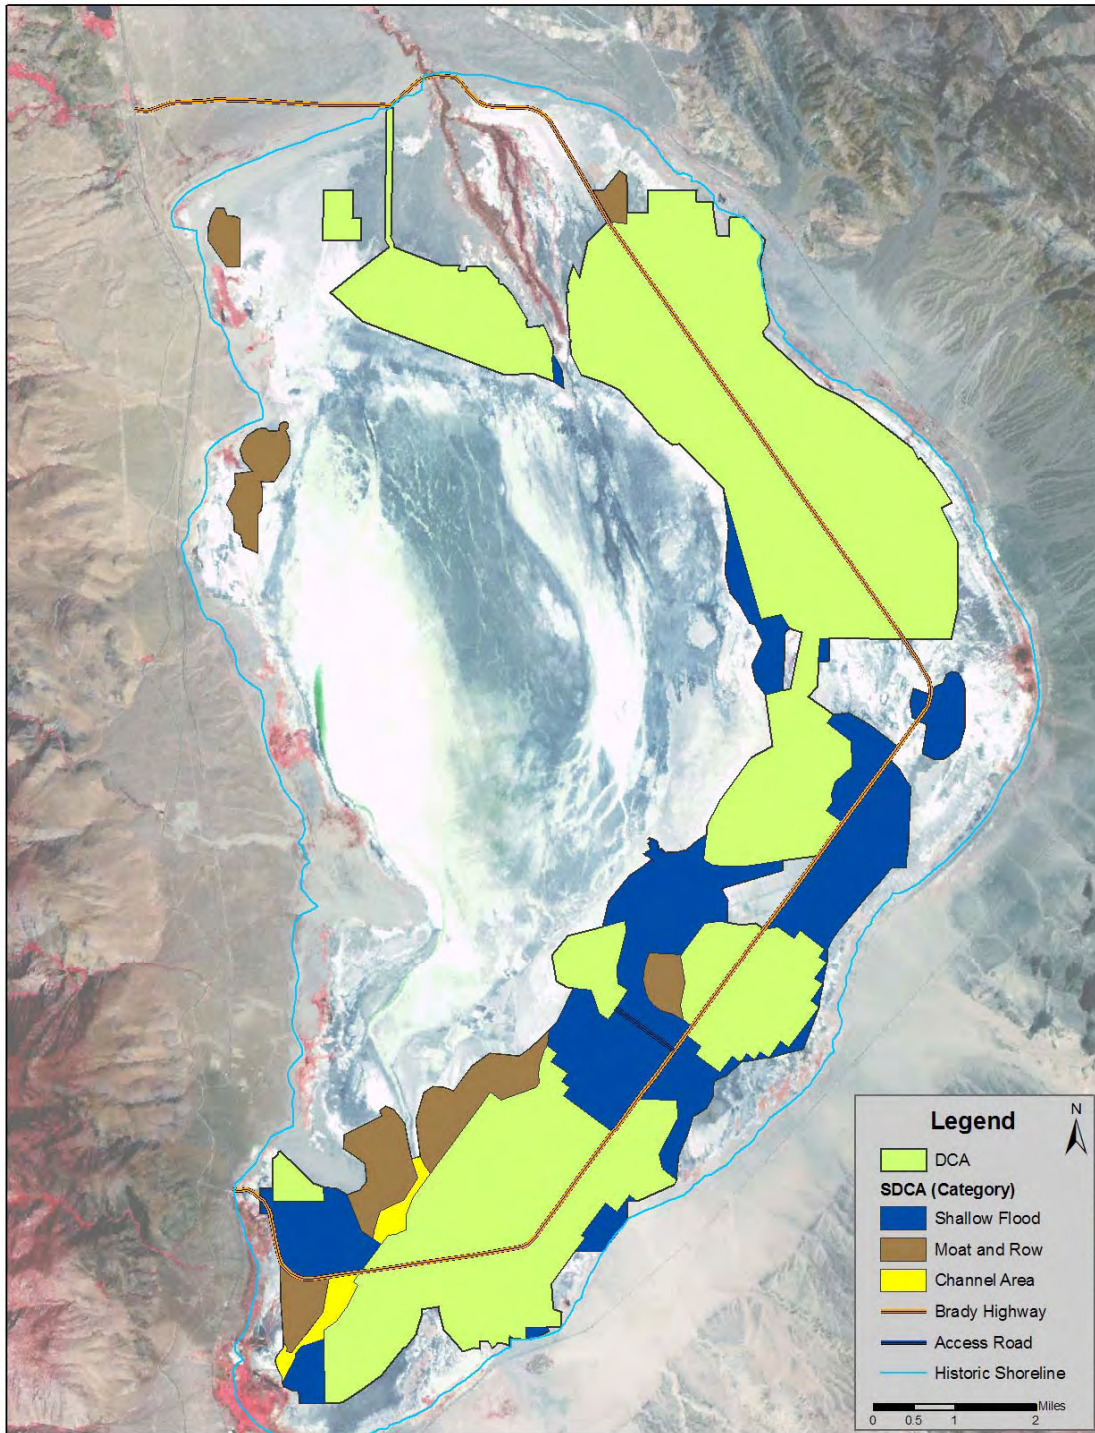 Legend
N
DCA
SDCA (Category)
Shallow Flood
Moat and Row
Channel Area
Brady Highway
Access Road
Historic Shoreline
Miles
0 0.5 1 2